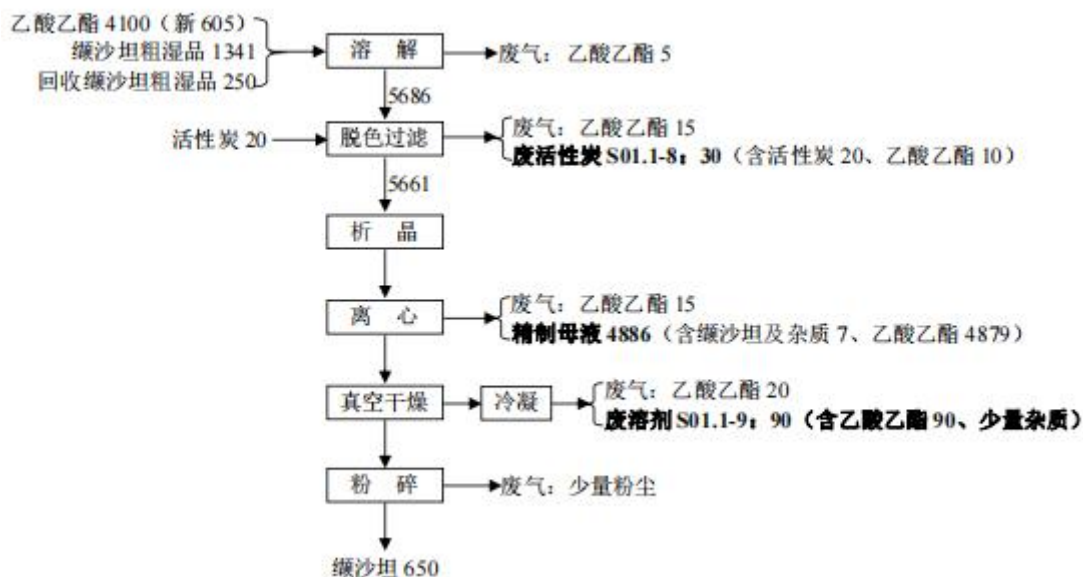 乙酸乙酯 4100（新 605）
缬沙坦粗湿品 1341
回收缬沙坦粗湿品 250
溶 解
废气：乙酸乙酯 5
5686
活性炭 20
脱色过滤
废气：乙酸乙酯 15
废活性炭 S01.1-8：30（含活性炭 20、乙酸乙酯 10）
5661
析 晶
离 心
废气：乙酸乙酯 15
精制母液 4886（含缬沙坦及杂质 7、乙酸乙酯 4879）
真空干燥
冷凝
废气：乙酸乙酯 20
废溶剂 S01.1-9：90（含乙酸乙酯 90、少量杂质）
粉 碎
废气：少量粉尘
缬沙坦 650